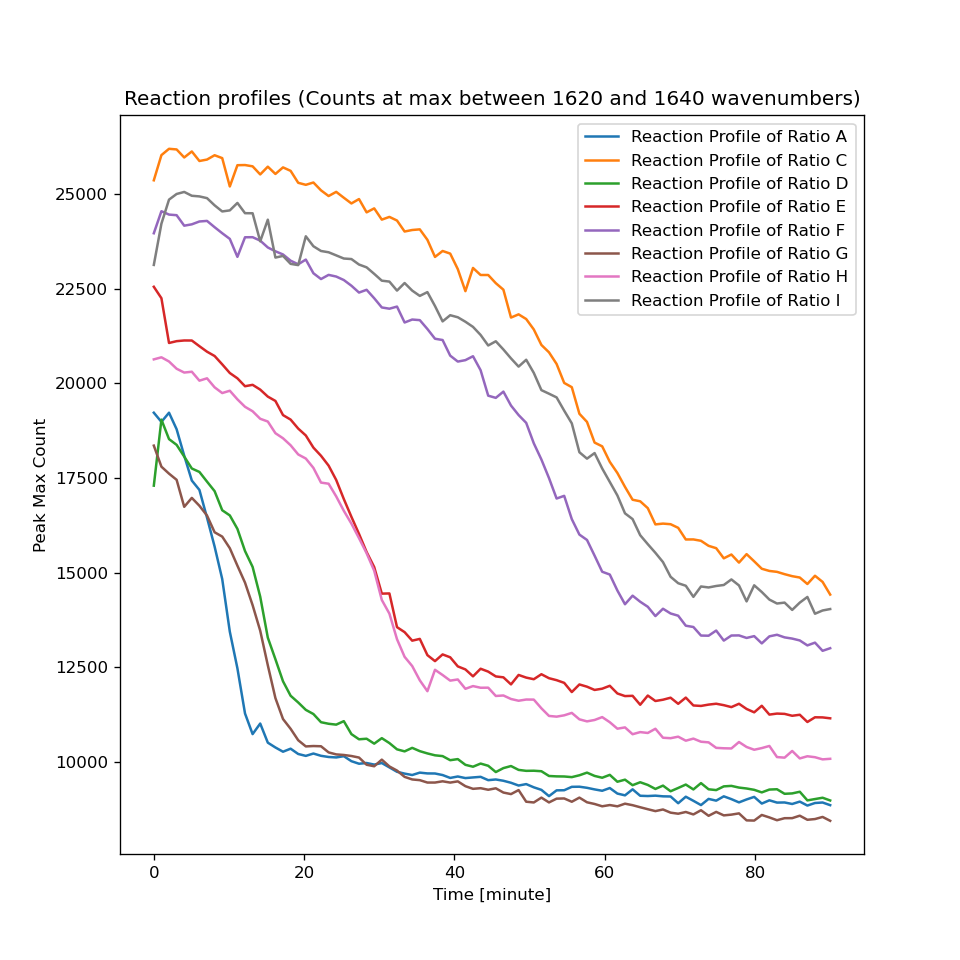 Reaction profiles (Counts at max between 1620 and 1640 wavenumbers)
Reaction Profile of Ratio A
Reaction Profile of Ratio C
Reaction Profile of Ratio D
Reaction Profile of Ratio E
Reaction Profile of Ratio F
Reaction Profile of Ratio G
Reaction Profile of Ratio H
Reaction Profile of Ratio I
Peak Max Count
25000
22500
20000
17500
15000
12500
10000
0 20 40 60 80
Time [minute]